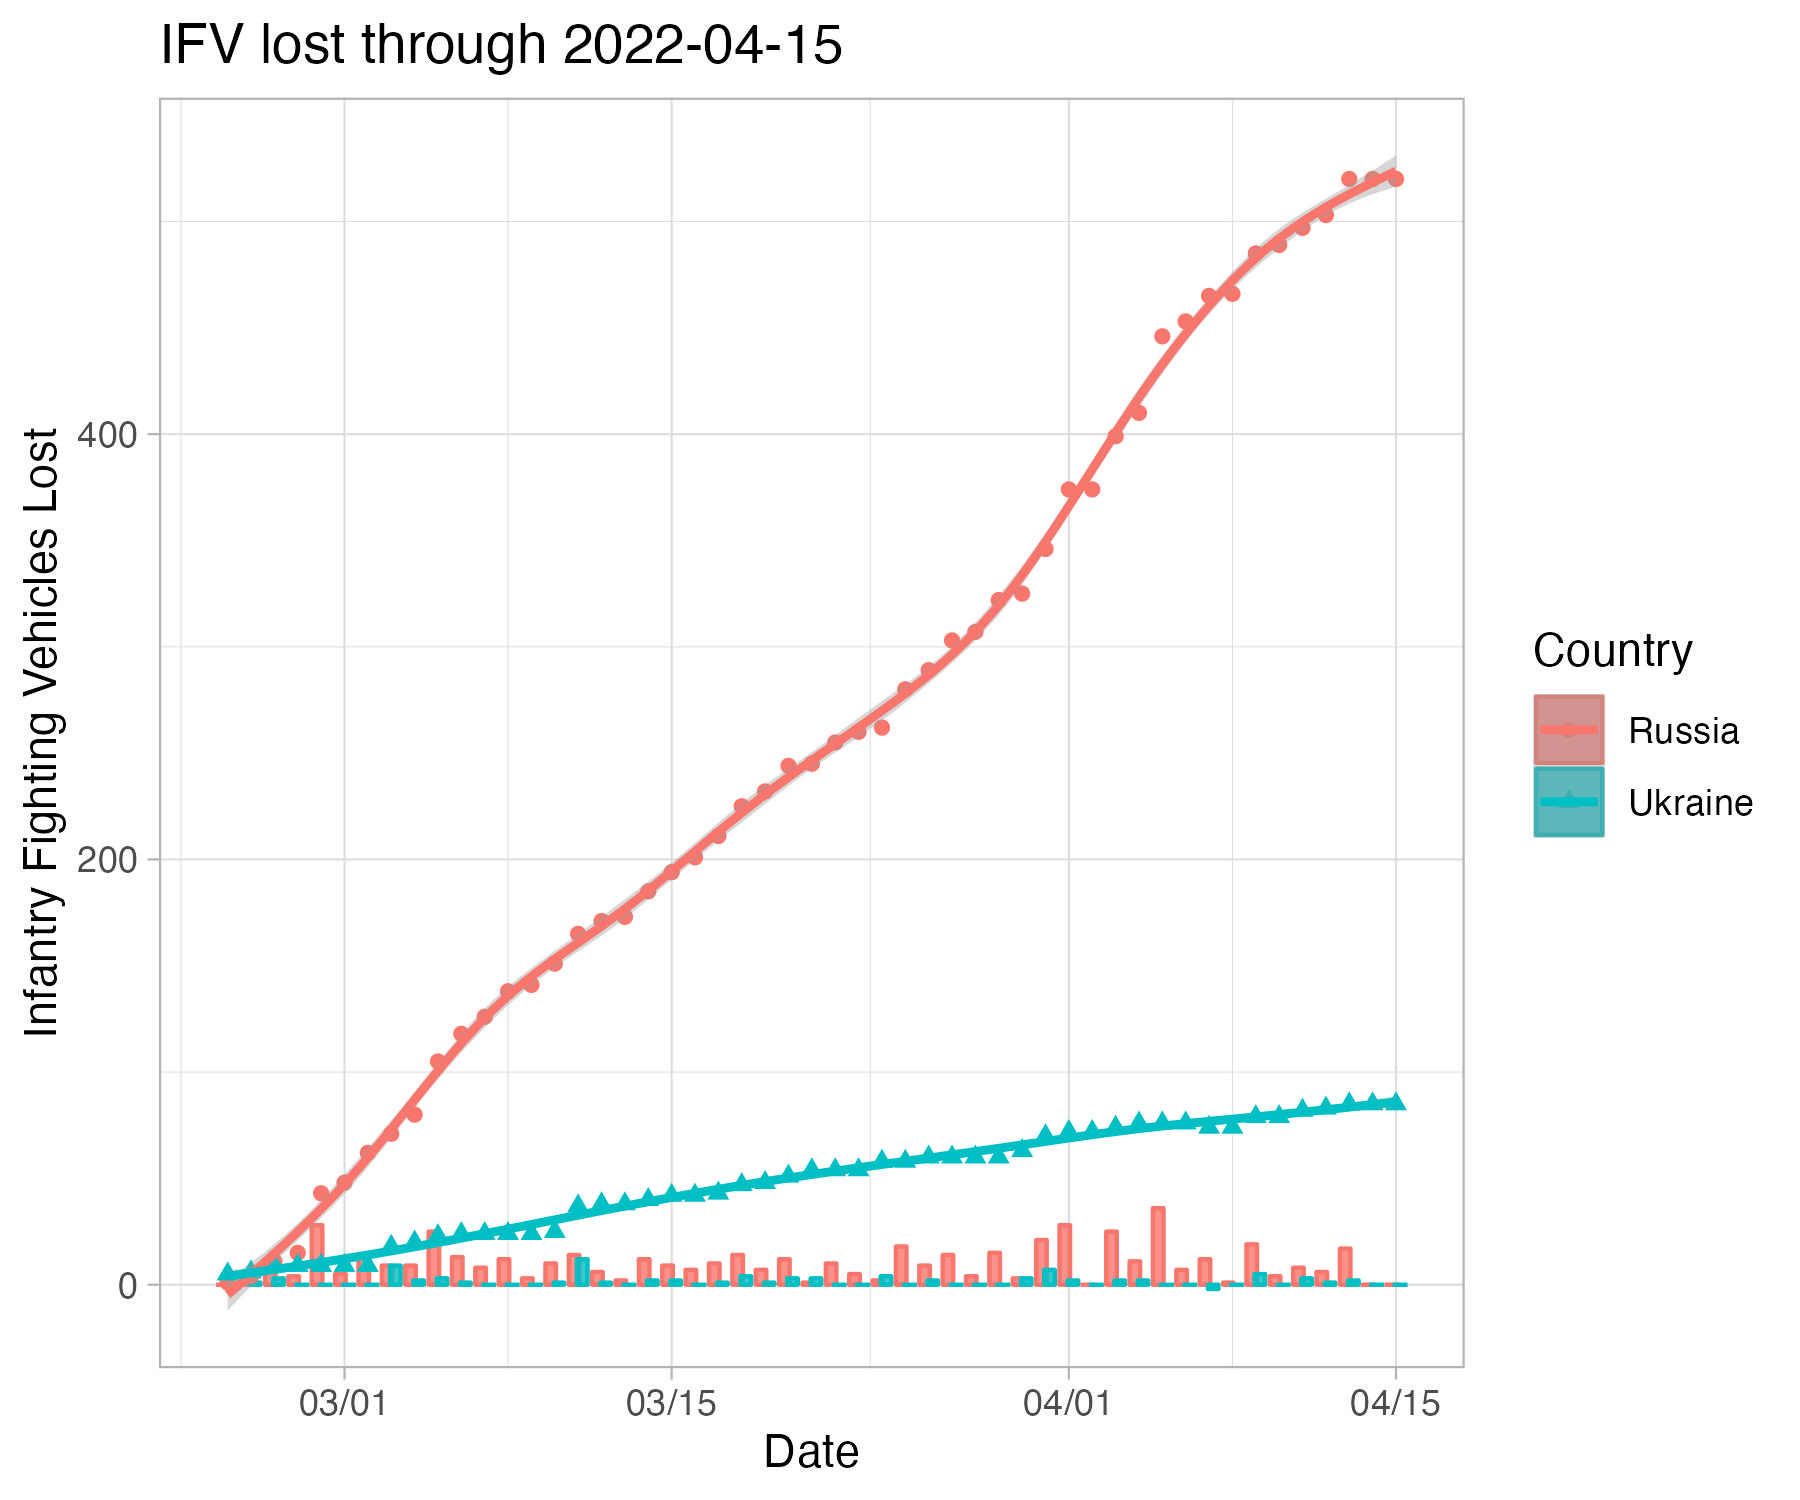 IFV lost through 2022-04-15
Infantry Fighting Vehicles Lost
400
200
0
03/01
03/15
04/01
04/15
Date
Country
Russia
Ukraine